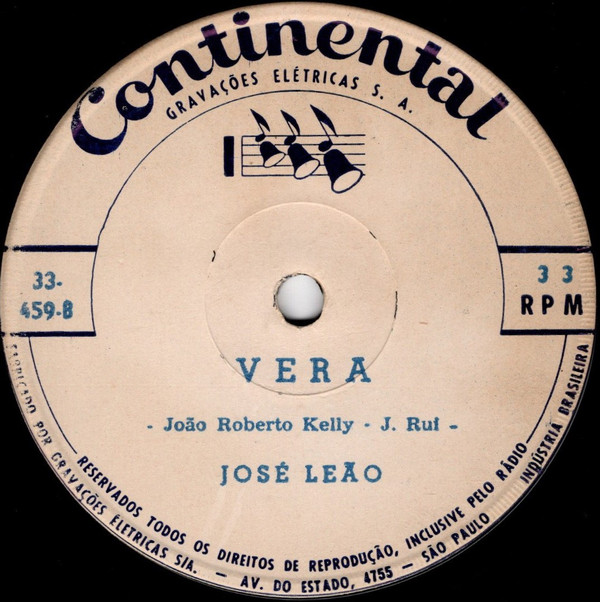 Continental
GRAVAÇÕES ELÉTRICAS S. A.
33-
459-B
3 3
RPM
VERA
- João Roberto Kelly - J. Rui -
JOSÉ LEÃO
FABRICADO POR GRAVAÇÕES ELÉTRICAS S/A. — AV. DO ESTADO, 4755 — SÃO PAULO — INDÚSTRIA BRASILEIRA
RESERVADOS TODOS OS DIREITOS DE REPRODUÇÃO, INCLUSIVE PELO RÁDIO